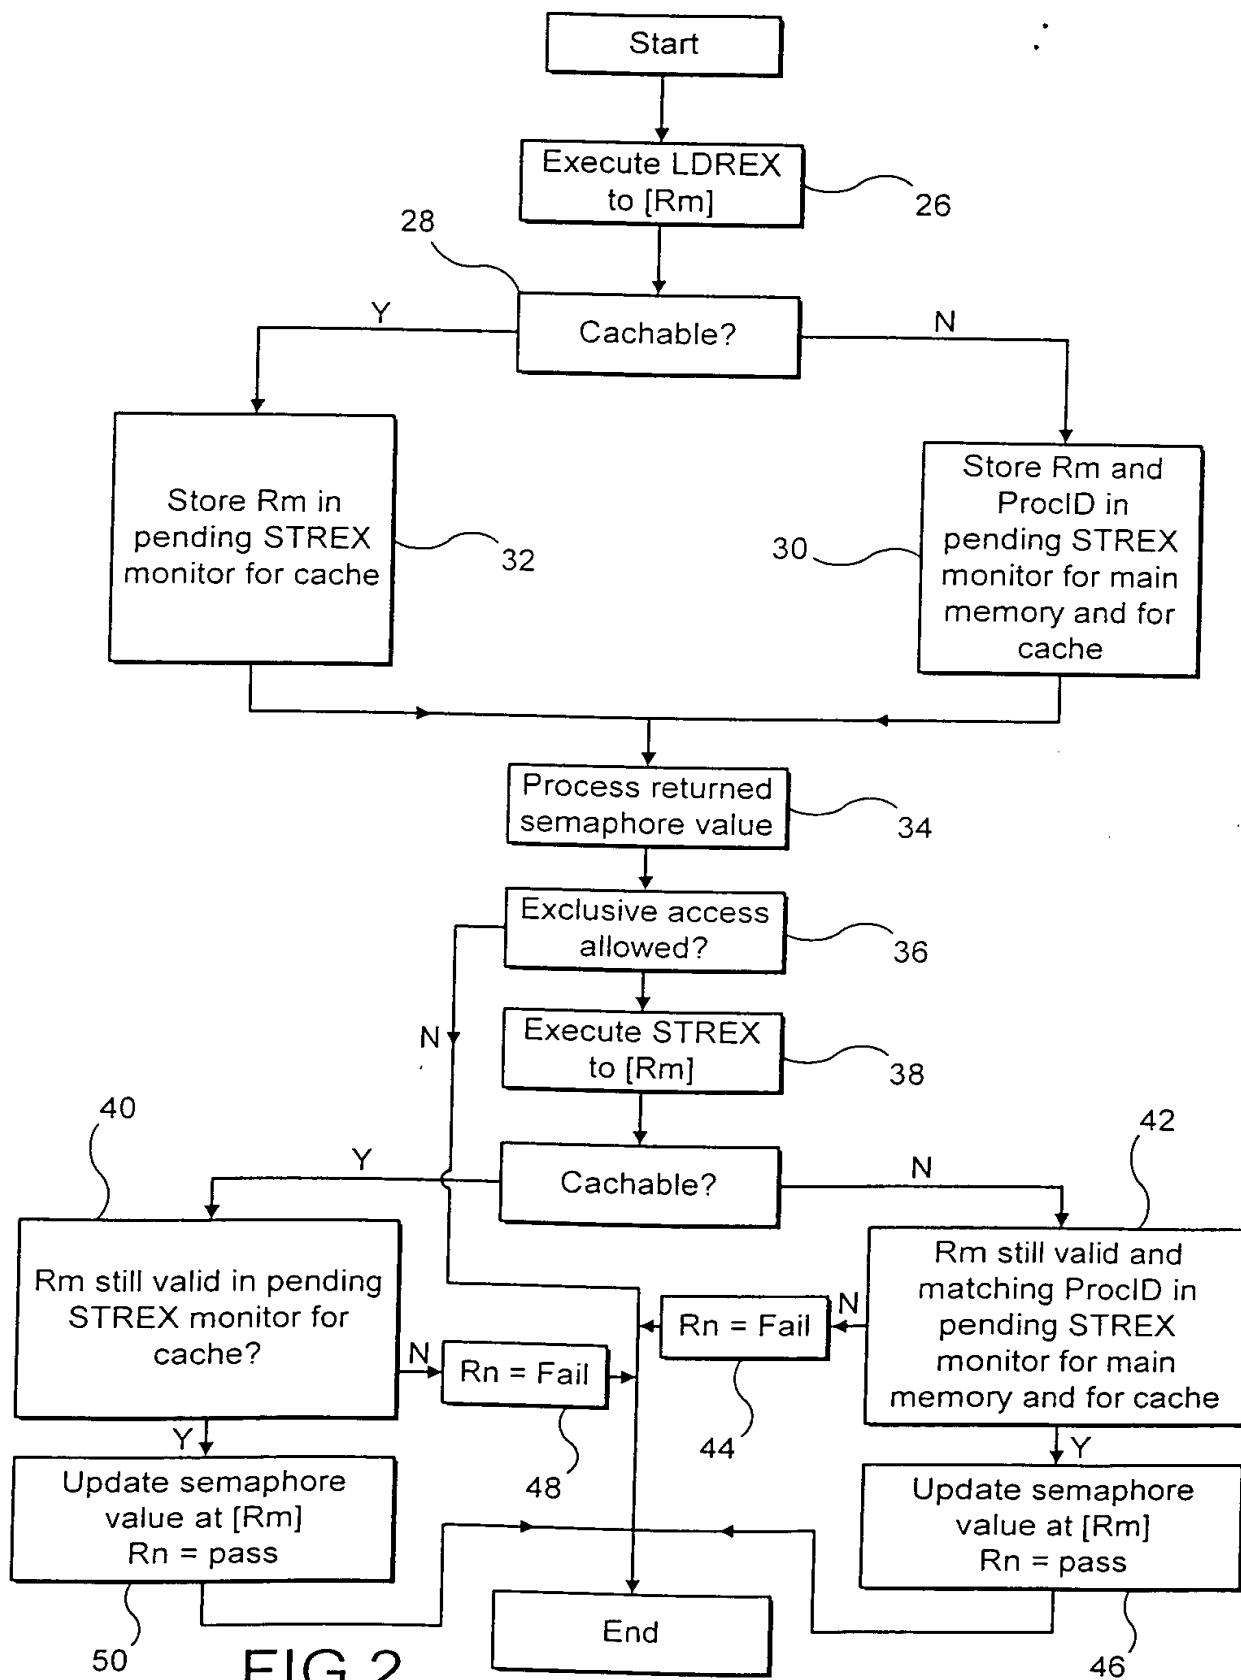 Start
Execute LDREX
to [Rm]
26
28
Y
Cachable?
N
Store Rm in
pending STREX
monitor for cache
32
30
Store Rm and
ProcID in
pending STREX
monitor for main
memory and for
cache
Process returned
semaphore value
34
Exclusive access
allowed?
36
N
Execute STREX
to [Rm]
38
40
Y
Cachable?
N
42
Rm still valid in pending
STREX monitor for
cache?
N
Rn = Fail
48
Rn = Fail
44
N
Rm still valid and
matching ProcID in
pending STREX
monitor for main
memory and for cache
Y
Update semaphore
value at [Rm]
Rn = pass
50
Y
Update semaphore
value at [Rm]
Rn = pass
46
End
FIG.2